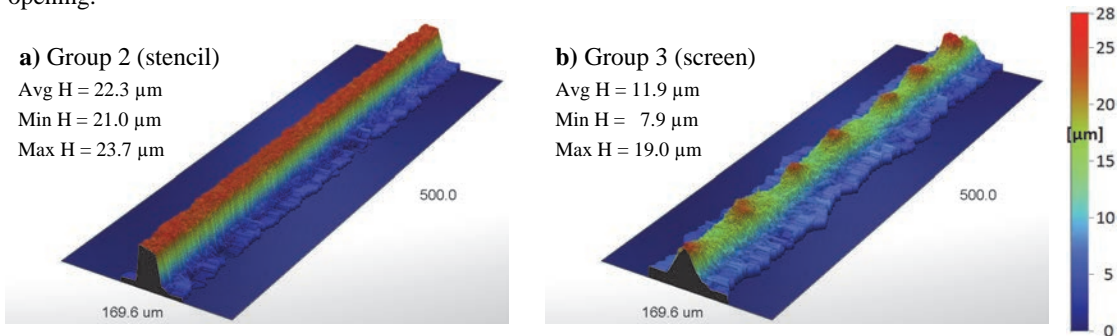 opening.
a) Group 2 (stencil)
Avg H = 22.3 µm
Min H = 21.0 µm
Max H = 23.7 µm
500.0
169.6 um
b) Group 3 (screen)
Avg H = 11.9 µm
Min H = 7.9 µm
Max H = 19.0 µm
500.0
169.6 um
28
25
20
[µm]
15
10
5
0